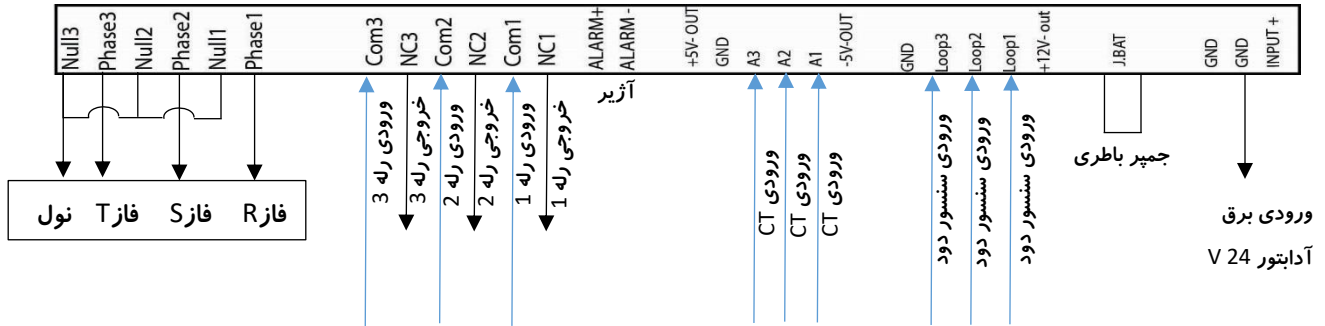 Null3
Phase3
Null2
Phase2
Null1
Phase1
Com3
NC3
Com2
NC2
Com1
NC1
ALARM+
ALARM -
+5V- OUT
GND
A3
A2
A1
-5V-OUT
GND
Loop3
Loop2
Loop1
+12V- out
J.BAT
GND
GND
INPUT +
آژیر
ورودی رله 3
خروجی رله 3
ورودی رله 2
خروجی رله 2
ورودی رله 1
خروجی رله 1
ورودی CT
ورودی CT
ورودی CT
ورودی سنسور دود
ورودی سنسور دود
ورودی سنسور دود
جمپر باطری
ورودی برق
آدابتور 24 V
فازR فازS فازT نول